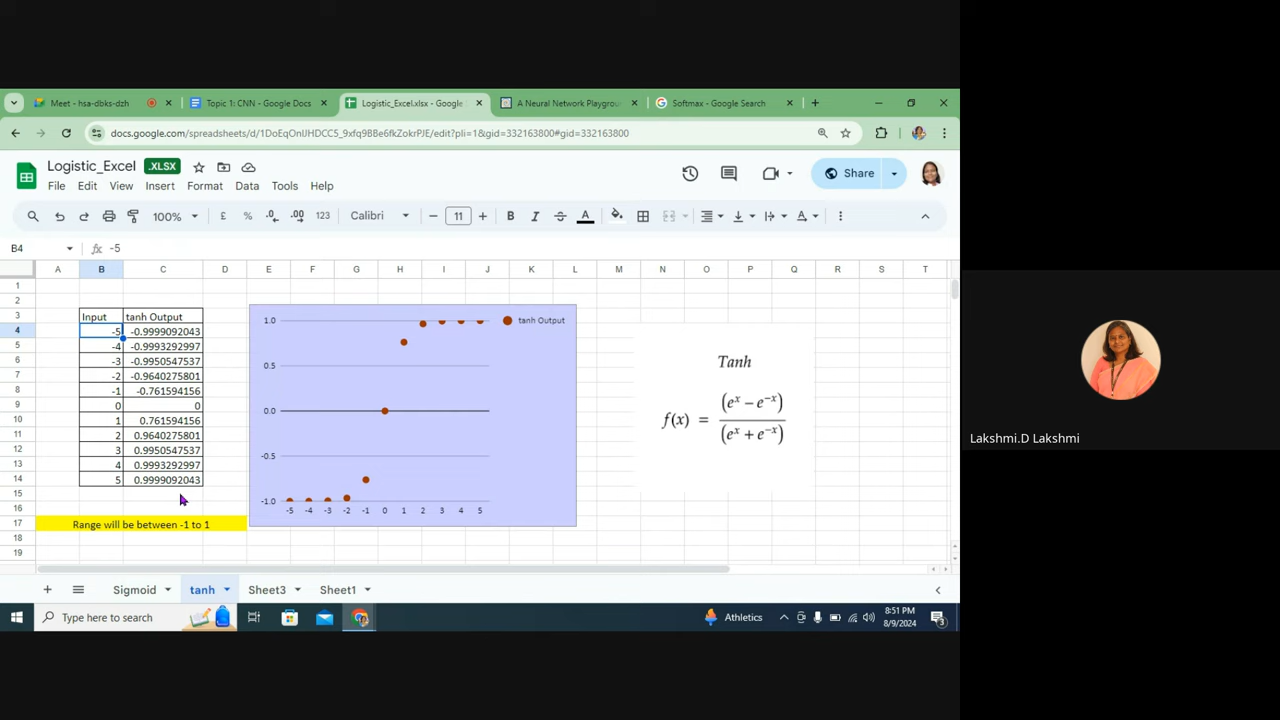 Meet - hsa-dbks-dzh
Topic 1: CNN - Google Docs
Logistic_Excel.xlsx - Google
A Neural Network Playgroun
Softmax - Google Search
docs.google.com/spreadsheets/d/1DoEqOnIJHDCC5_9xfq9BBe6fkZokrPJE/edit?pli=1&gid=332163800#gid=332163800
Logistic_Excel .XLSX
Share
File Edit View Insert Format Data Tools Help
100% £ % .0 .00 123 Calibri 11 B I A
B4 fx -5
A B C D E F G H I J K L M N O P Q R S T
1
2
3 Input tanh Output
4 -5 -0.9999092043
5 -4 -0.9993292997
6 -3 -0.9950547537
7 -2 -0.9640275801
8 -1 -0.761594156
9 0 0
10 1 0.761594156
11 2 0.9640275801
12 3 0.9950547537
13 4 0.9993292997
14 5 0.9999092043
15
16
17 Range will be between -1 to 1
18
19
1.0
0.5
0.0
-0.5
-1.0
-5 -4 -3 -2 -1 0 1 2 3 4 5
tanh Output
Tanh
f(x) = (eˣ − e⁻ˣ) / (eˣ + e⁻ˣ)
Lakshmi.D Lakshmi
Sigmoid tanh Sheet3 Sheet1
Type here to search
Athletics
8:51 PM
8/9/2024
3